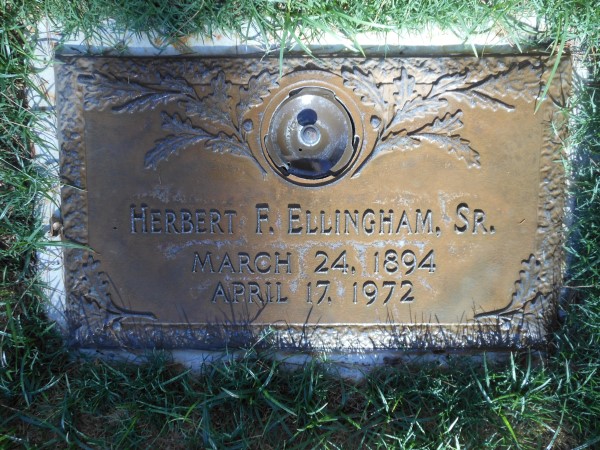 HERBERT F. ELLINGHAM, SR.
MARCH 24, 1894
APRIL 17, 1972